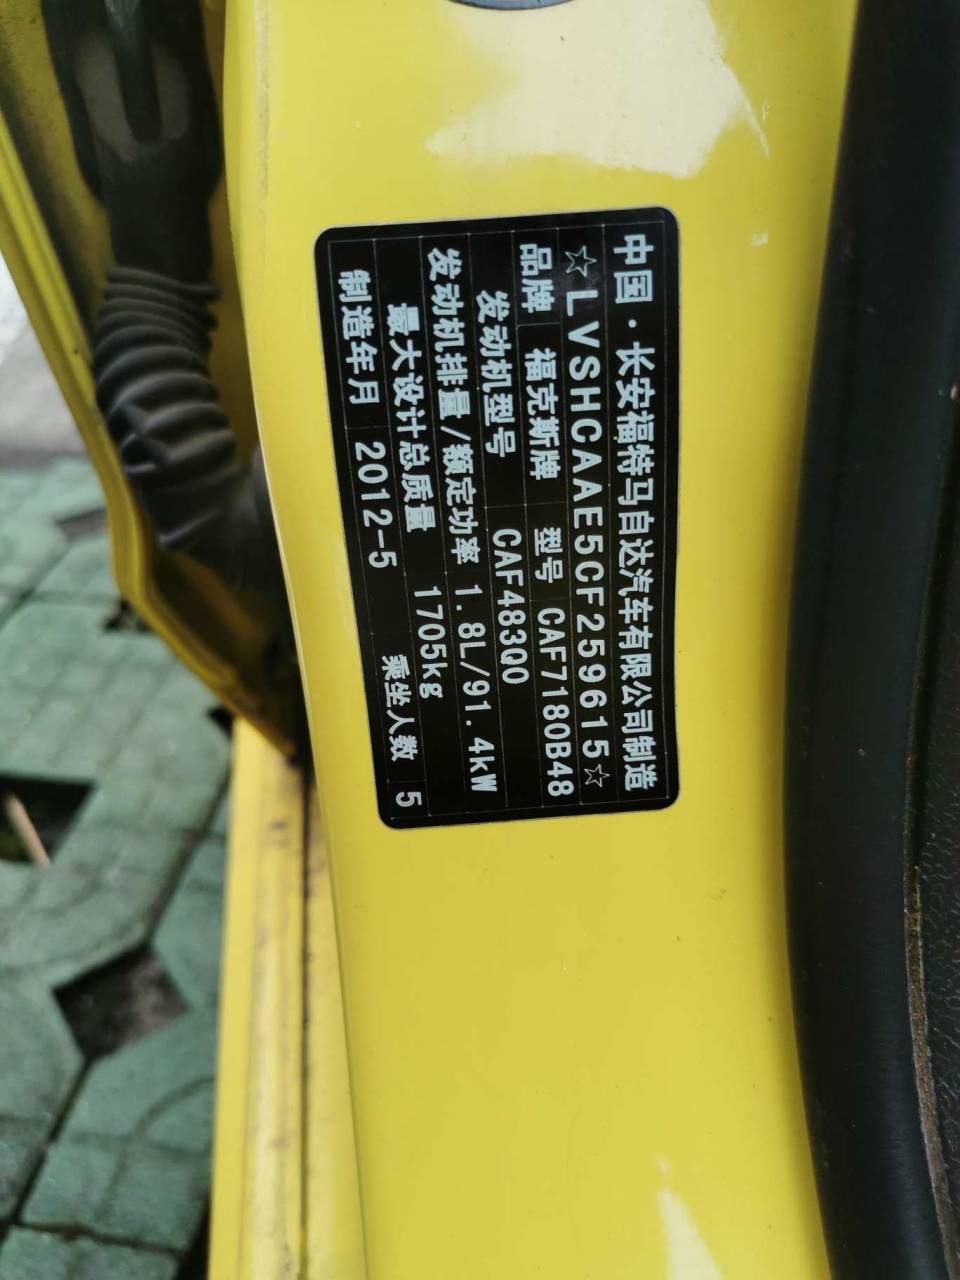 中国·长安福特马自达汽车有限公司制造
☆LVSHCAAE5CF259615☆
品牌 福克斯牌 型号 CAF7180B48
发动机型号 CAF483Q0
发动机排量/额定功率 1.8L/91.4kW
最大设计总质量 1705kg
制造年月 2012-5 乘坐人数 5